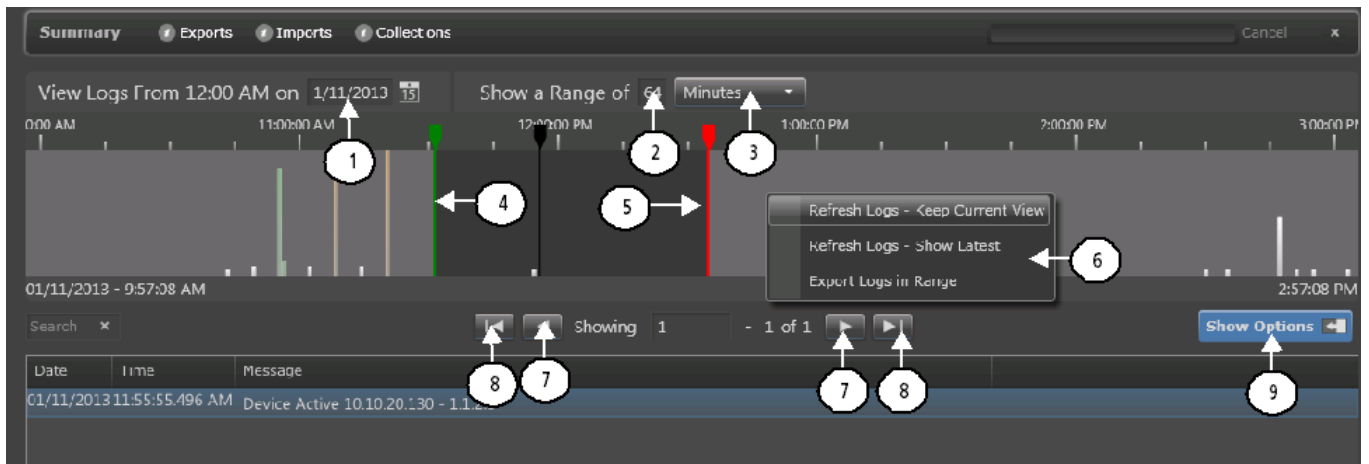 Summary Exports Imports Collections Cancel x
View Logs From 12:00 AM on 1/11/2013 15 Show a Range of 64 Minutes
0:00 AM 11:00:00 AM 12:00:00 PM 1:00:00 PM 2:00:00 PM 3:00:00 P
1 2 3
4 5
Refresh Logs - Keep Current View
Refresh Logs - Show Latest
6
Export Logs in Range
01/11/2013 - 9:57:08 AM 2:57:08 PM
Search x Showing 1 - 1 of 1 Show Options
8 7 7 8 9
Date Time Message
01/11/2013 11:55:55.496 AM Device Active 10.10.20.130 - 1.1.2.